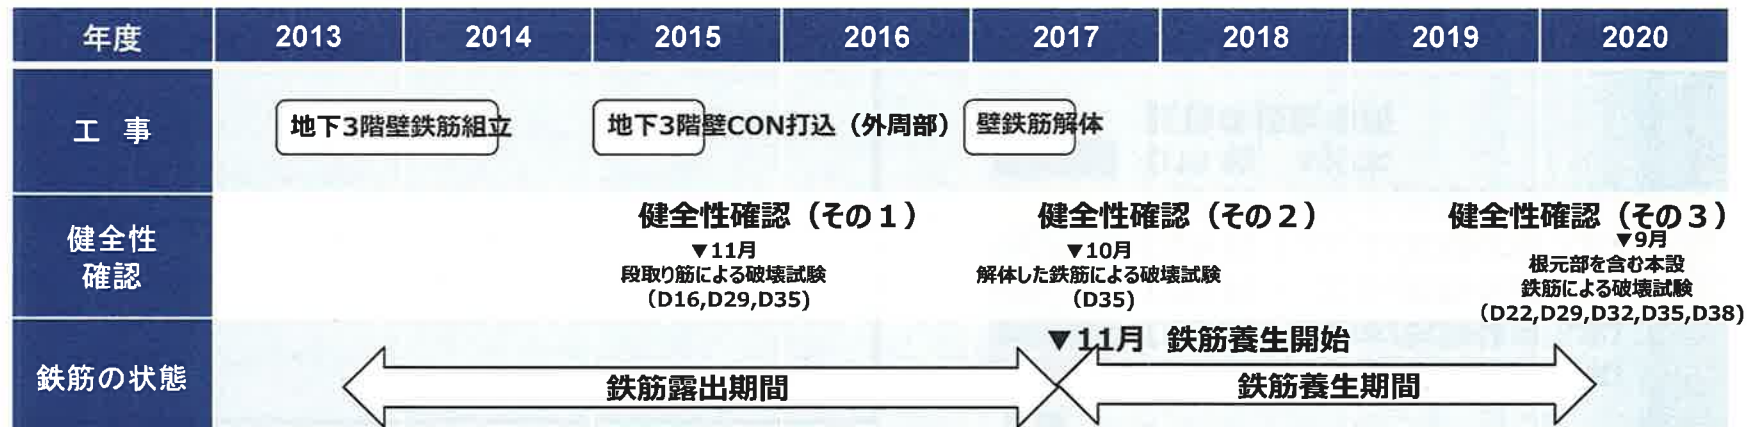 年度 2013 2014 2015 2016 2017 2018 2019 2020
工 事
地下3階壁鉄筋組立
地下3階壁CON打込（外周部）
壁鉄筋解体
健全性
確認
健全性確認（その１）
▼11月
段取り筋による破壊試験
（D16,D29,D35)
健全性確認（その２）
▼10月
解体した鉄筋による破壊試験
（D35)
健全性確認（その３）
▼9月
根元部を含む本設
鉄筋による破壊試験
（D22,D29,D32,D35,D38)
鉄筋の状態
▼11月 鉄筋養生開始
鉄筋露出期間
鉄筋養生期間